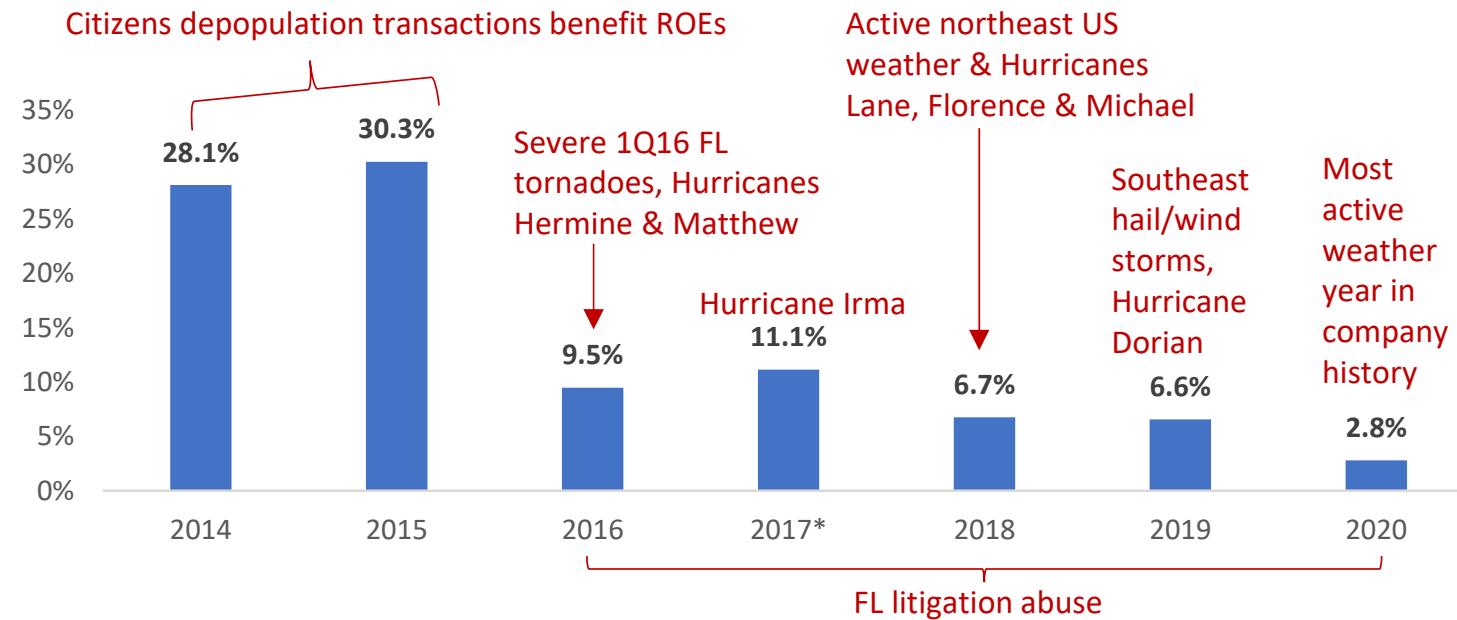 Citizens depopulation transactions benefit ROEs
Active northeast US
weather & Hurricanes
Lane, Florence & Michael
Severe 1Q16 FL
tornadoes, Hurricanes
Hermine & Matthew
Hurricane Irma
Southeast
hail/wind
storms,
Hurricane
Dorian
Most
active
weather
year in
company
history
35%
30%
25%
20%
15%
10%
5%
0%
28.1%
30.3%
9.5%
11.1%
6.7%
6.6%
2.8%
2014
2015
2016
2017*
2018
2019
2020
FL litigation abuse